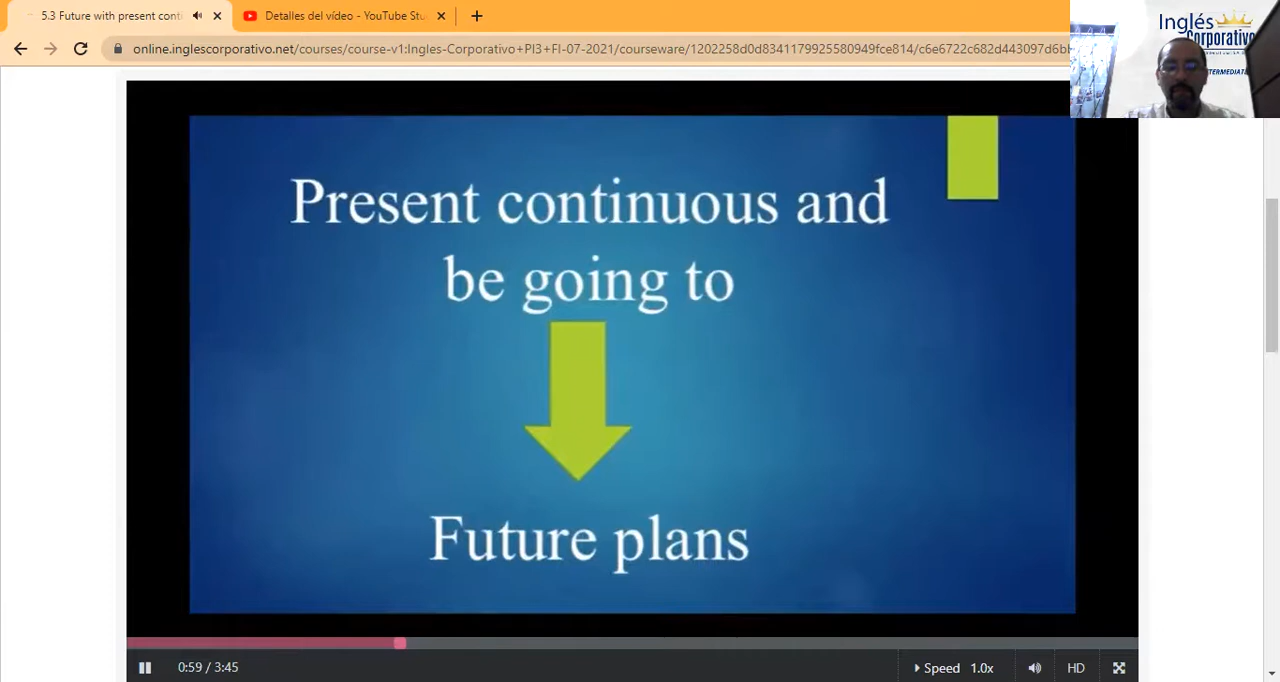 5.3 Future with present conti
Detalles del vídeo - YouTube Stu
online.inglescorporativo.net/courses/course-v1:Ingles-Corporativo+PI3+FI-07-2021/courseware/1202258d0d8341179925580949fce814/c6e6722c682d443097d6b
Inglés
Corporativo
Present continuous and
be going to
Future plans
0:59 / 3:45
Speed 1.0x
HD